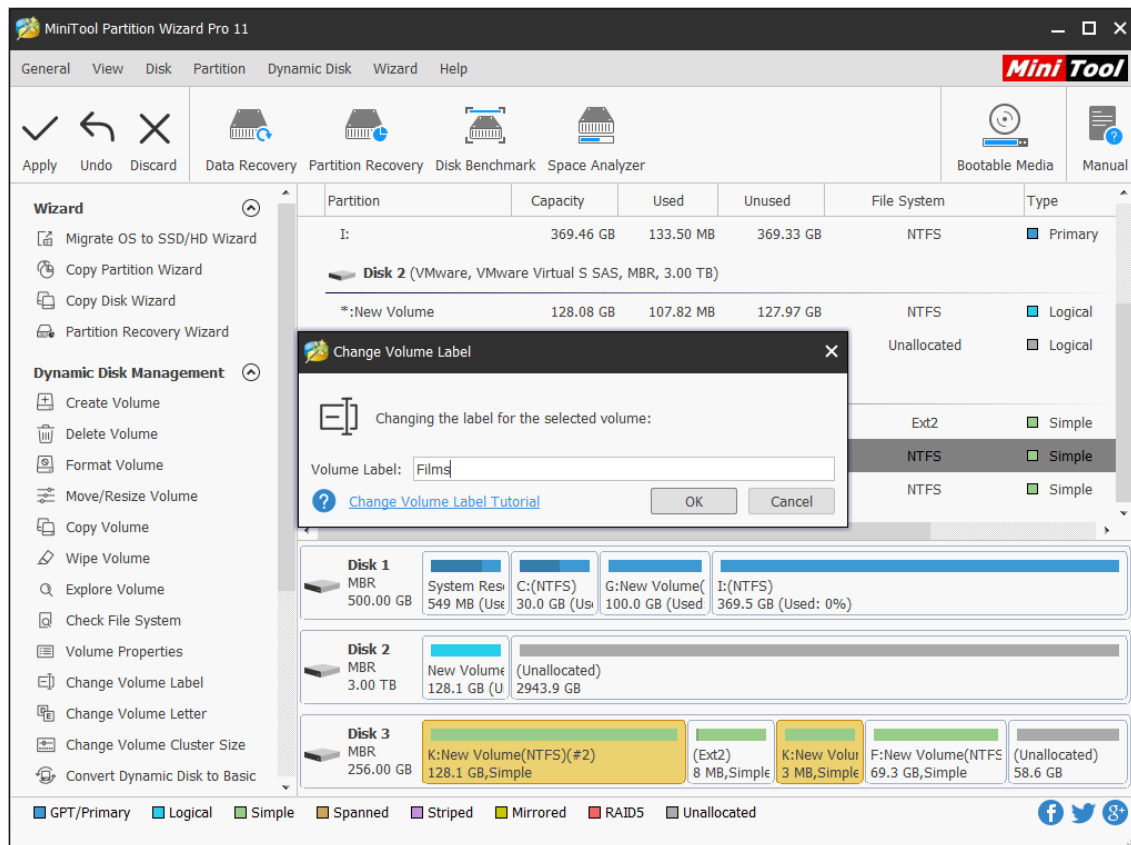 MiniTool Partition Wizard Pro 11
General View Disk Partition Dynamic Disk Wizard Help
Mini Tool
Apply Undo Discard Data Recovery Partition Recovery Disk Benchmark Space Analyzer Bootable Media Manual
Wizard
Migrate OS to SSD/HD Wizard
Copy Partition Wizard
Copy Disk Wizard
Partition Recovery Wizard
Dynamic Disk Management
Create Volume
Delete Volume
Format Volume
Move/Resize Volume
Copy Volume
Wipe Volume
Explore Volume
Check File System
Volume Properties
Change Volume Label
Change Volume Letter
Change Volume Cluster Size
Convert Dynamic Disk to Basic
Partition Capacity Used Unused File System Type
I: 369.46 GB 133.50 MB 369.33 GB NTFS Primary
Disk 2 (VMware, VMware Virtual S SAS, MBR, 3.00 TB)
*:New Volume 128.08 GB 107.82 MB 127.97 GB NTFS Logical
Unallocated Logical
Ext2 Simple
NTFS Simple
NTFS Simple
Change Volume Label
Changing the label for the selected volume:
Volume Label: Films
Change Volume Label Tutorial
OK Cancel
Disk 1
MBR
500.00 GB
System Rese
549 MB (Use
C:(NTFS)
30.0 GB (Us
G:New Volume(
100.0 GB (Used
I:(NTFS)
369.5 GB (Used: 0%)
Disk 2
MBR
3.00 TB
New Volume
128.1 GB (U
(Unallocated)
2943.9 GB
Disk 3
MBR
256.00 GB
K:New Volume(NTFS)(#2)
128.1 GB,Simple
(Ext2)
8 MB,Simple
K:New Volur
3 MB,Simple
F:New Volume(NTFS
69.3 GB,Simple
(Unallocated)
58.6 GB
GPT/Primary Logical Simple Spanned Striped Mirrored RAID5 Unallocated